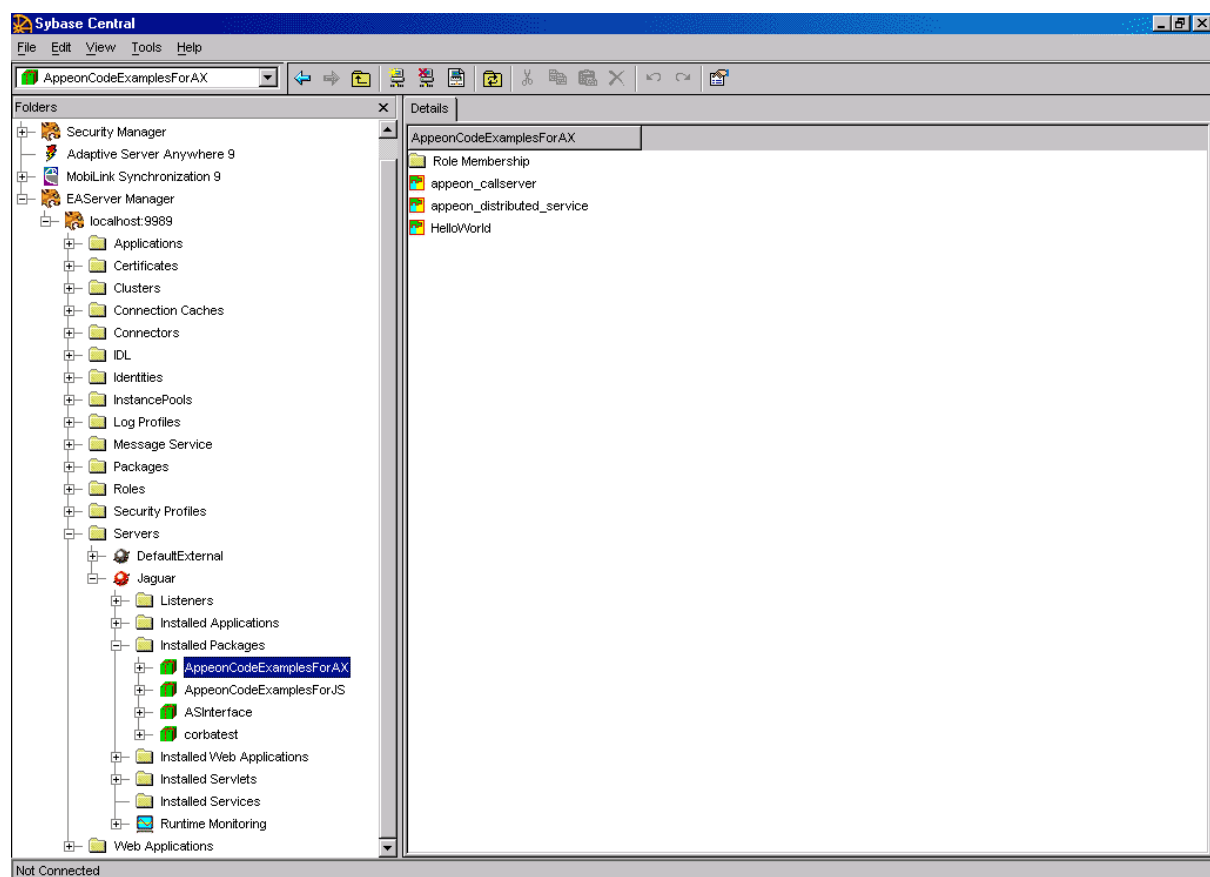 Sybase Central
File Edit View Tools Help
AppeonCodeExamplesForAX
Folders
Details
Security Manager
Adaptive Server Anywhere 9
MobiLink Synchronization 9
EAServer Manager
localhost:9989
Applications
Certificates
Clusters
Connection Caches
Connectors
IDL
Identities
InstancePools
Log Profiles
Message Service
Packages
Roles
Security Profiles
Servers
DefaultExternal
Jaguar
Listeners
Installed Applications
Installed Packages
AppeonCodeExamplesForAX
AppeonCodeExamplesForJS
ASInterface
corbatest
Installed Web Applications
Installed Servlets
Installed Services
Runtime Monitoring
Web Applications
AppeonCodeExamplesForAX
Role Membership
appeon_callserver
appeon_distributed_service
HelloWorld
Not Connected